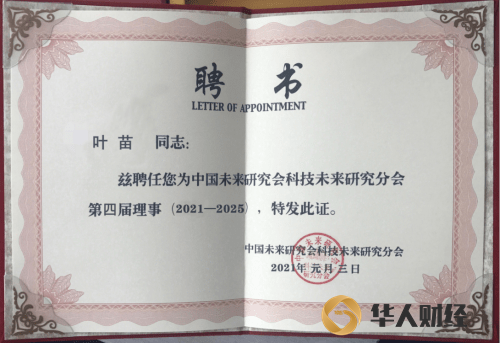 聘书
LETTER OF APPOINTMENT
叶苗 同志：
兹聘任您为中国未来研究会科技未来研究分会
第四届理事（2021—2025），特发此证。
中国未来研究会科技未来研究分会
2021年元月三日
华人财经